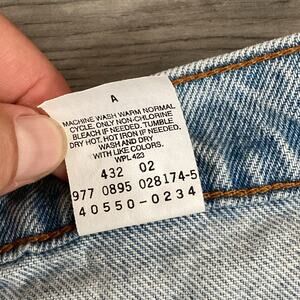 A
MACHINE WASH WARM NORMAL
CYCLE. ONLY NON-CHLORINE
BLEACH IF NEEDED. TUMBLE
DRY HOT. HOT IRON IF NEEDED.
WASH AND DRY
WITH LIKE COLORS.
WPL 423
432 02
977 0895 028174-5
40550-0234